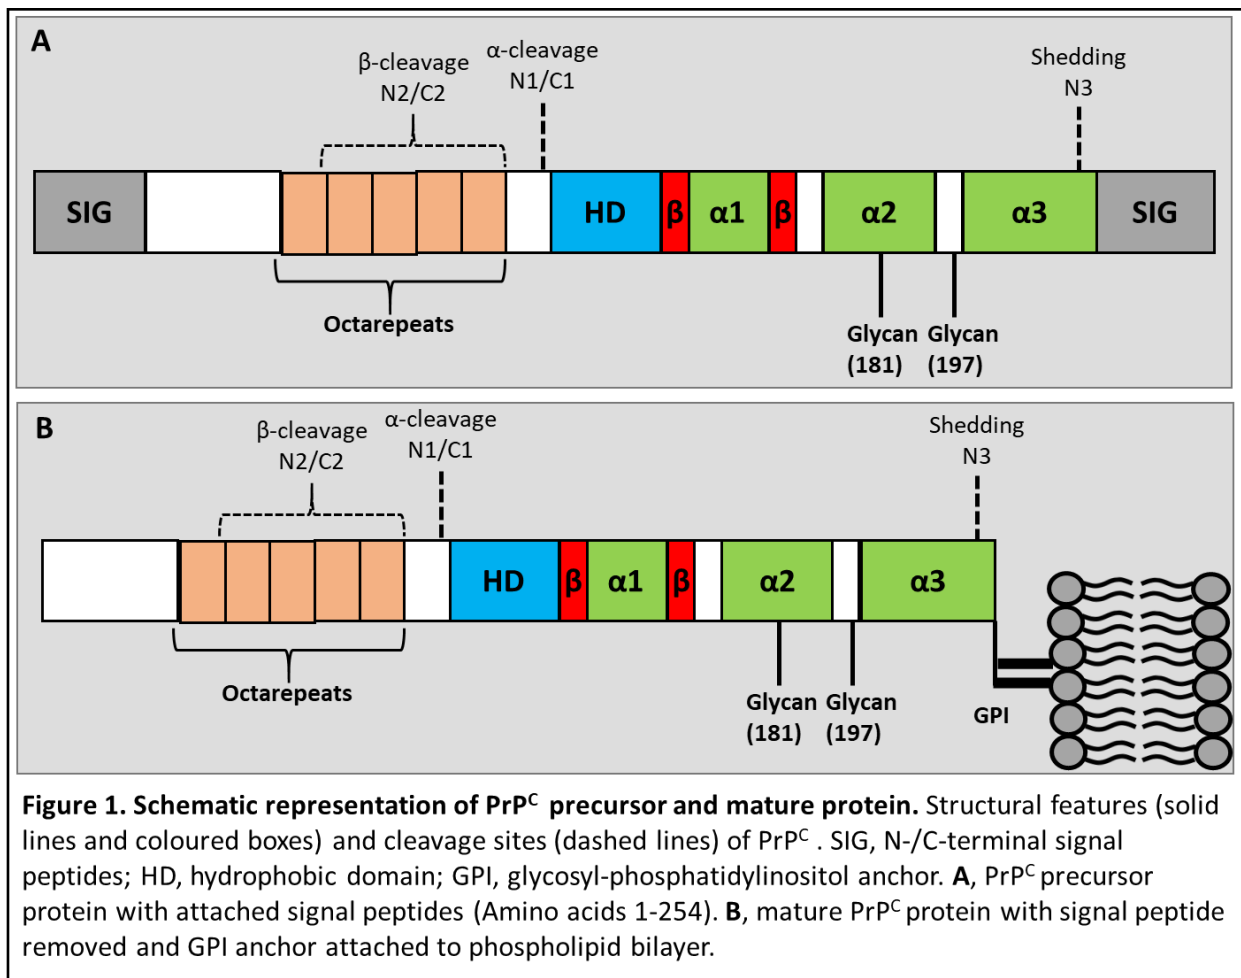 A
β-cleavage
N2/C2
α-cleavage
N1/C1
Shedding
N3
SIG
HD
β
α1
β
α2
α3
SIG
Octarepeats
Glycan
(181)
Glycan
(197)
B
β-cleavage
N2/C2
α-cleavage
N1/C1
Shedding
N3
HD
β
α1
β
α2
α3
Octarepeats
Glycan
(181)
Glycan
(197)
GPI
Figure 1. Schematic representation of PrPᶜ precursor and mature protein. Structural features (solid
lines and coloured boxes) and cleavage sites (dashed lines) of PrPᶜ . SIG, N-/C-terminal signal
peptides; HD, hydrophobic domain; GPI, glycosyl-phosphatidylinositol anchor. A, PrPᶜ precursor
protein with attached signal peptides (Amino acids 1-254). B, mature PrPᶜ protein with signal peptide
removed and GPI anchor attached to phospholipid bilayer.